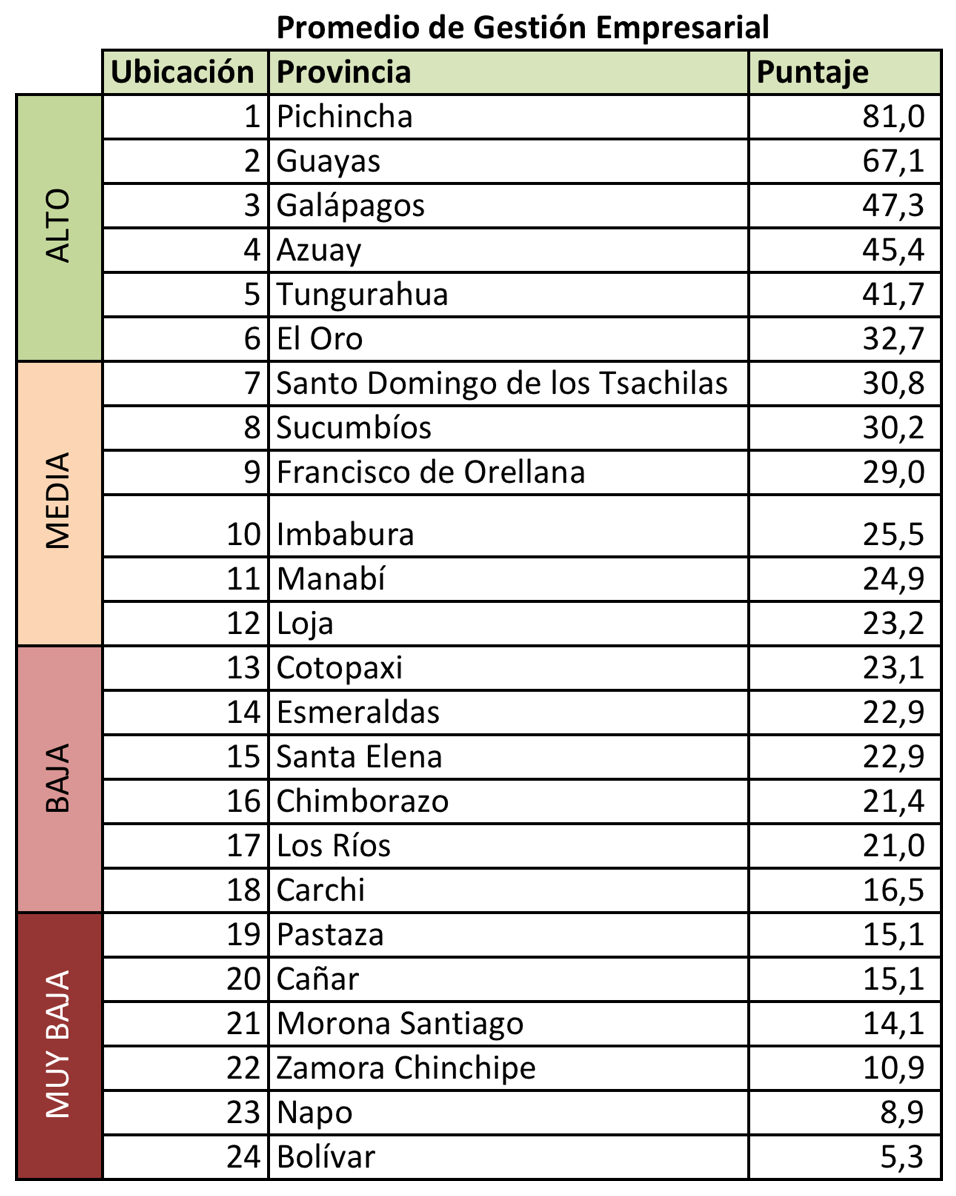 Promedio de Gestión Empresarial
Ubicación Provincia Puntaje
ALTO
1 Pichincha 81,0
2 Guayas 67,1
3 Galápagos 47,3
4 Azuay 45,4
5 Tungurahua 41,7
6 El Oro 32,7
MEDIA
7 Santo Domingo de los Tsachilas 30,8
8 Sucumbíos 30,2
9 Francisco de Orellana 29,0
10 Imbabura 25,5
11 Manabí 24,9
12 Loja 23,2
BAJA
13 Cotopaxi 23,1
14 Esmeraldas 22,9
15 Santa Elena 22,9
16 Chimborazo 21,4
17 Los Ríos 21,0
18 Carchi 16,5
MUY BAJA
19 Pastaza 15,1
20 Cañar 15,1
21 Morona Santiago 14,1
22 Zamora Chinchipe 10,9
23 Napo 8,9
24 Bolívar 5,3